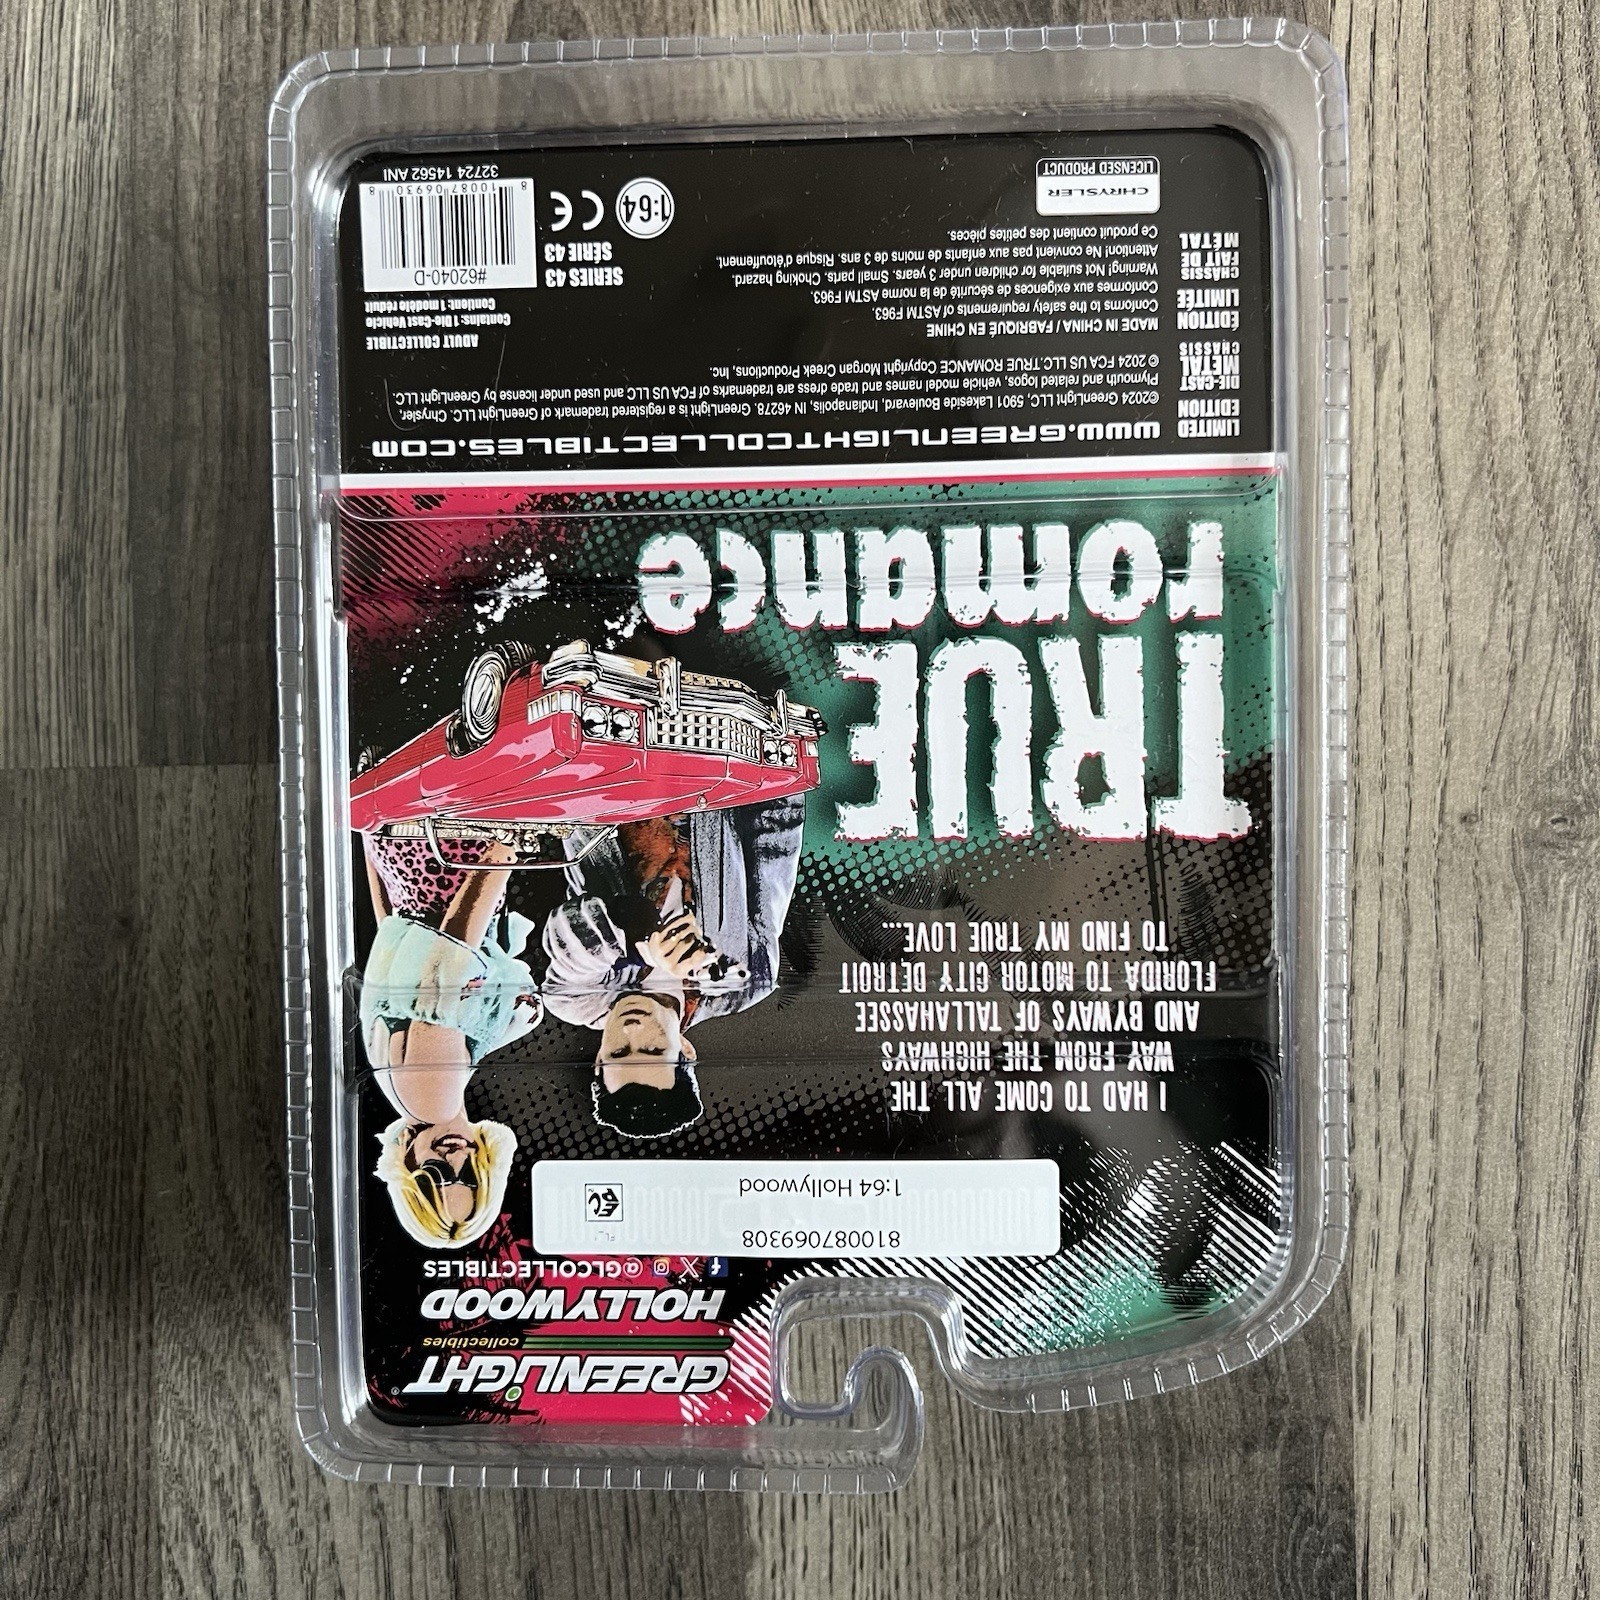 GREENLIGHT®
collectibles
HOLLYWOOD
@GLCOLLECTIBLES
810087069308
1:64 Hollywood
I HAD TO COME ALL THE
WAY FROM THE HIGHWAYS
AND BYWAYS OF TALLAHASSEE
FLORIDA TO MOTOR CITY DETROIT
TO FIND MY TRUE LOVE...
TRUE
romance
LIMITED
EDITION
DIE-CAST
METAL
CHASSIS
ÉDITION
LIMITÉE
CHÂSSIS
FAIT DE
MÉTAL
www.GREENLIGHTCOLLECTIBLES.COM
©2024 GreenLight LLC, 5901 Lakeside Boulevard, Indianapolis, IN 46278. GreenLight is a registered trademark of GreenLight LLC. Chrysler,
Plymouth and related logos, vehicle model names and trade dress are trademarks of FCA US LLC and used under license by GreenLight LLC.
© 2024 FCA US LLC.TRUE ROMANCE Copyright Morgan Creek Productions, Inc.
MADE IN CHINA / FABRIQUÉ EN CHINE
Conforms to the safety requirements of ASTM F963.
Conformes aux exigences de sécurité de la norme ASTM F963.
Warning! Not suitable for children under 3 years. Small parts. Choking hazard.
Attention! Ne convient pas aux enfants de moins de 3 ans. Risque d'étouffement.
Ce produit contient des petites pièces.
CHRYSLER
LICENSED PRODUCT
ADULT COLLECTIBLE
Contains: 1 Die-Cast Vehicle
Contient: 1 modèle réduit
SERIES 43
SÉRIE 43
1:64
CE
#62040-D
8 10087 06930 8
32724 14562 ANI